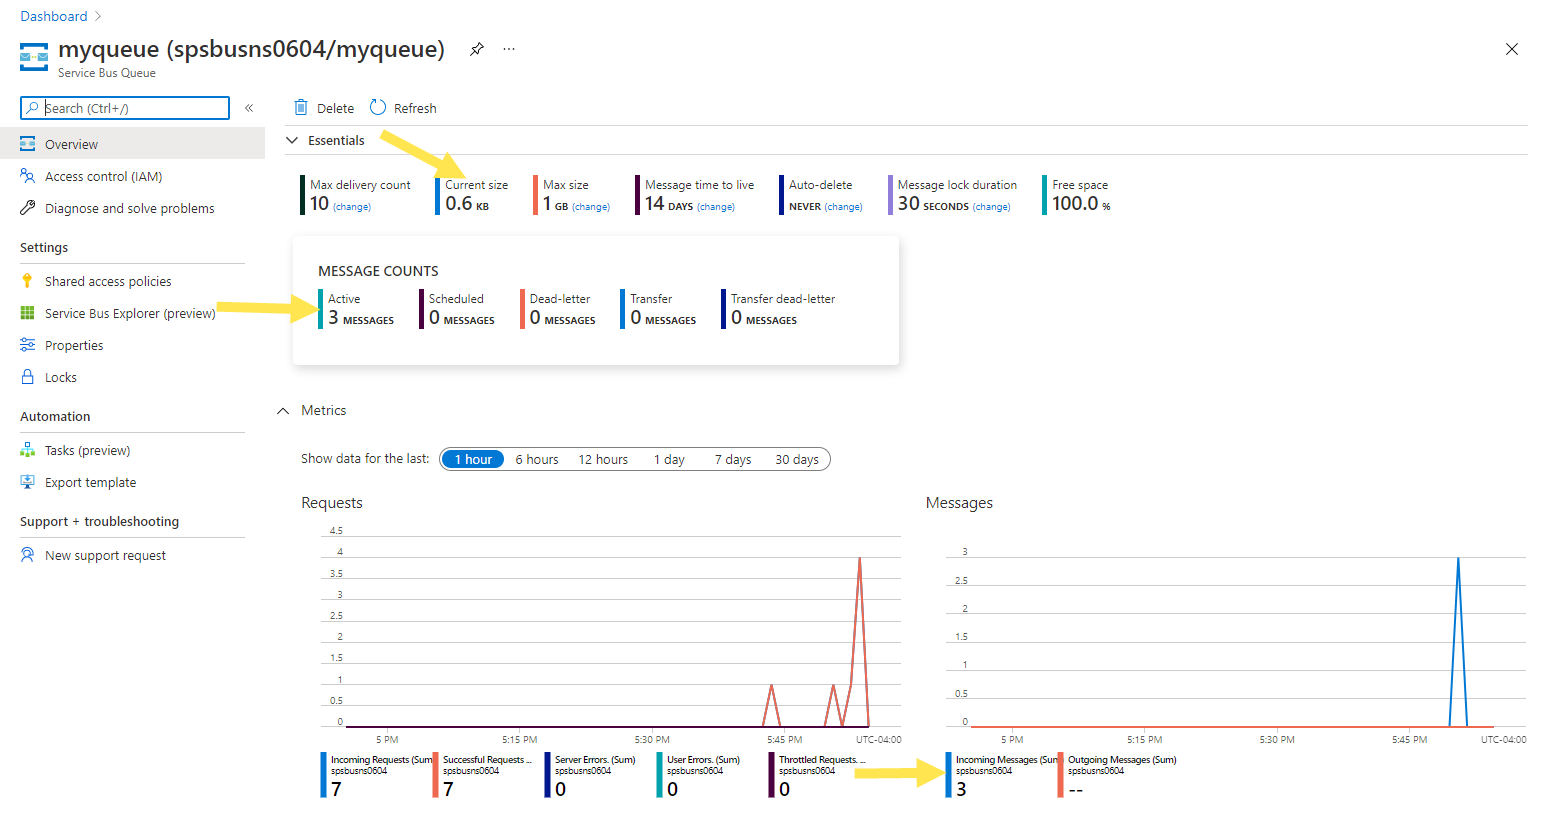 Dashboard
myqueue (spsbusns0604/myqueue)
Service Bus Queue
Search (Ctrl+/)
Overview
Access control (IAM)
Diagnose and solve problems
Settings
Shared access policies
Service Bus Explorer (preview)
Properties
Locks
Automation
Tasks (preview)
Export template
Support + troubleshooting
New support request
Delete Refresh
Essentials
Max delivery count
10 (change)
Current size
0.6 KB
Max size
1 GB (change)
Message time to live
14 DAYS (change)
Auto-delete
NEVER (change)
Message lock duration
30 SECONDS (change)
Free space
100.0 %
MESSAGE COUNTS
Active
3 MESSAGES
Scheduled
0 MESSAGES
Dead-letter
0 MESSAGES
Transfer
0 MESSAGES
Transfer dead-letter
0 MESSAGES
Metrics
Show data for the last: 1 hour 6 hours 12 hours 1 day 7 days 30 days
Requests
4.5
4
3.5
3
2.5
2
1.5
1
0.5
0
5 PM 5:15 PM 5:30 PM 5:45 PM UTC-04:00
Incoming Requests (Sum)
spsbusns0604
7
Successful Requests ...
spsbusns0604
7
Server Errors. (Sum)
spsbusns0604
0
User Errors. (Sum)
spsbusns0604
0
Throttled Requests. ...
spsbusns0604
0
Messages
3
2.5
2
1.5
1
0.5
0
5 PM 5:15 PM 5:30 PM 5:45 PM UTC-04:00
Incoming Messages (Sum)
spsbusns0604
3
Outgoing Messages (Sum)
spsbusns0604
--